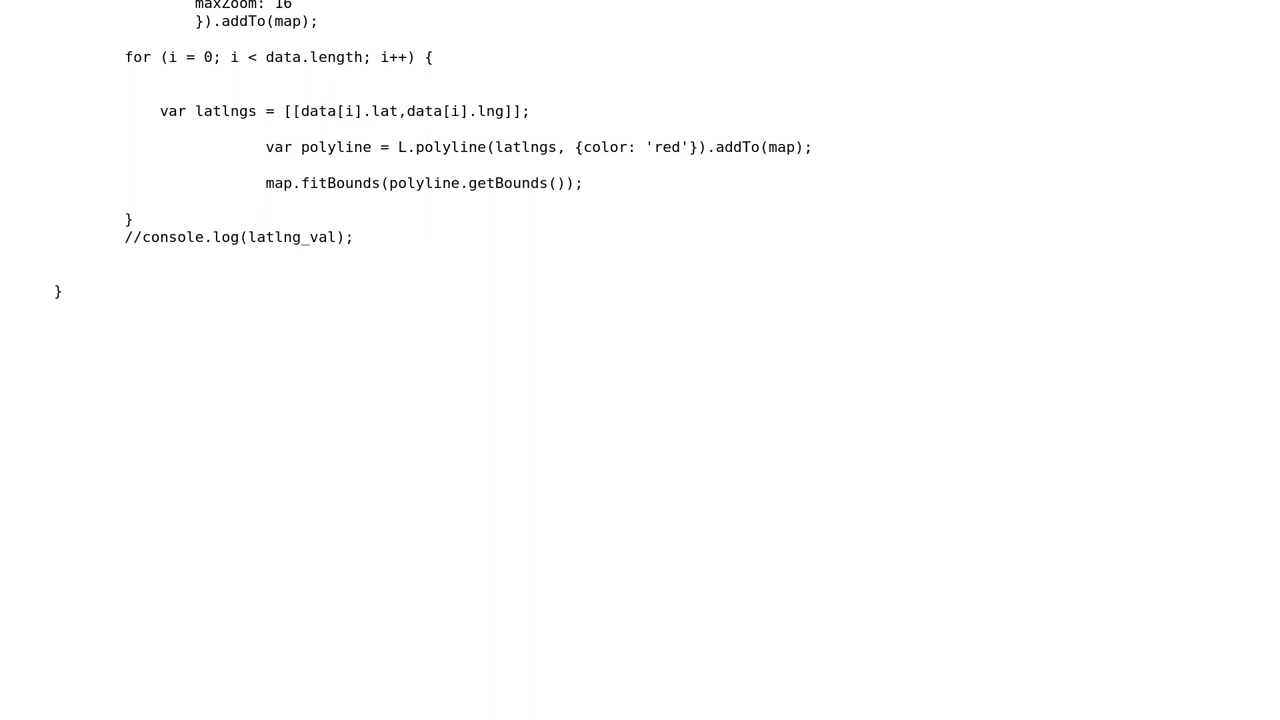 maxZoom: 16
}).addTo(map);
for (i = 0; i < data.length; i++) {
var latlngs = [[data[i].lat,data[i].lng]];
var polyline = L.polyline(latlngs, {color: 'red'}).addTo(map);
map.fitBounds(polyline.getBounds());
}
//console.log(latlng_val);
}